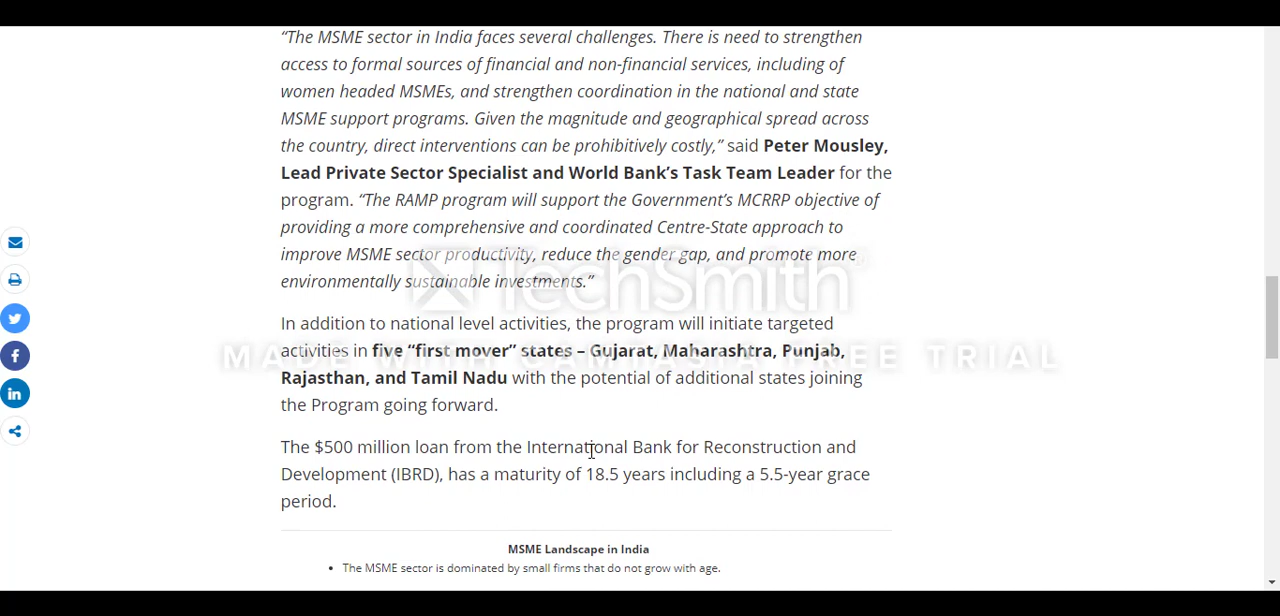 “The MSME sector in India faces several challenges. There is need to strengthen
access to formal sources of financial and non-financial services, including of
women headed MSMEs, and strengthen coordination in the national and state
MSME support programs. Given the magnitude and geographical spread across
the country, direct interventions can be prohibitively costly,” said Peter Mousley,
Lead Private Sector Specialist and World Bank’s Task Team Leader for the
program. “The RAMP program will support the Government’s MCRRP objective of
providing a more comprehensive and coordinated Centre-State approach to
improve MSME sector productivity, reduce the gender gap, and promote more
environmentally sustainable investments.”
TechSmith
In addition to national level activities, the program will initiate targeted
activities in five “first mover” states – Gujarat, Maharashtra, Punjab,
MADE WITH CAMTASIA FREE TRIAL
Rajasthan, and Tamil Nadu with the potential of additional states joining
the Program going forward.
The $500 million loan from the International Bank for Reconstruction and
Development (IBRD), has a maturity of 18.5 years including a 5.5-year grace
period.
MSME Landscape in India
• The MSME sector is dominated by small firms that do not grow with age.